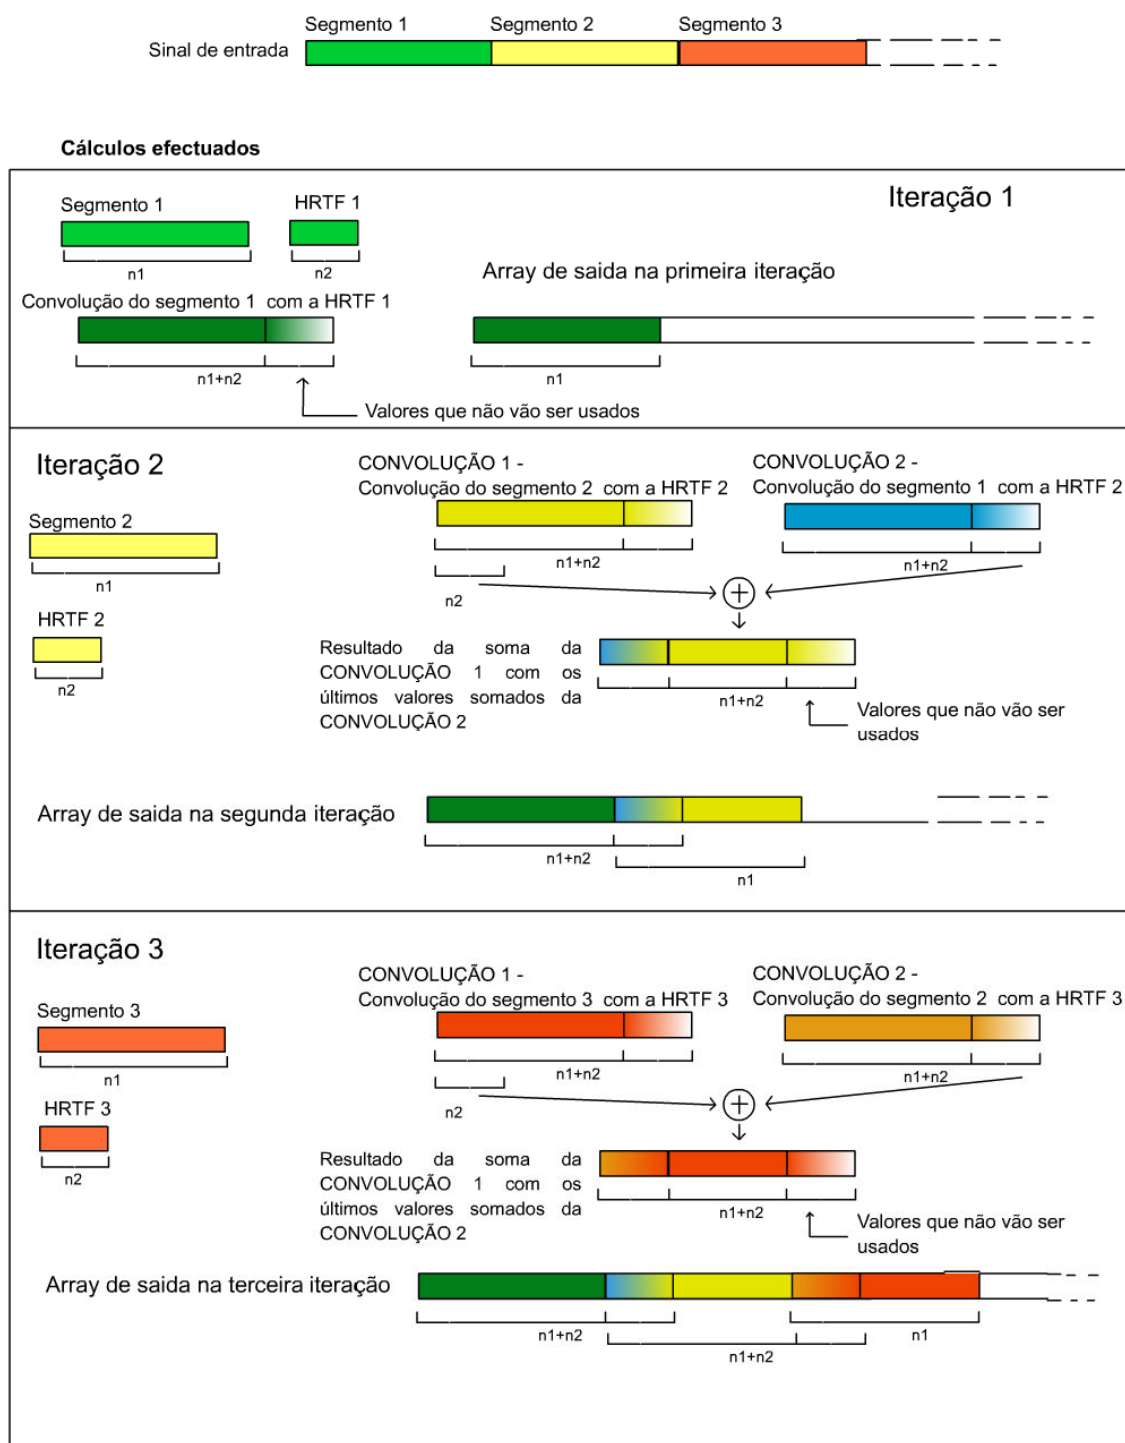 Segmento 1
Segmento 2
Segmento 3
Sinal de entrada
Cálculos efectuados
Iteração 1
Segmento 1
HRTF 1
n1
n2
Array de saida na primeira iteração
Convolução do segmento 1 com a HRTF 1
n1+n2
n1
Valores que não vão ser usados
Iteração 2
CONVOLUÇÃO 1 -
Convolução do segmento 2 com a HRTF 2
CONVOLUÇÃO 2 -
Convolução do segmento 1 com a HRTF 2
Segmento 2
n1
n1+n2
n1+n2
n2
HRTF 2
n2
Resultado da soma da
CONVOLUÇÃO 1 com os
últimos valores somados da
CONVOLUÇÃO 2
n1+n2
Valores que não vão ser
usados
Array de saida na segunda iteração
n1+n2
n1
Iteração 3
CONVOLUÇÃO 1 -
Convolução do segmento 3 com a HRTF 3
CONVOLUÇÃO 2 -
Convolução do segmento 2 com a HRTF 3
Segmento 3
n1
n1+n2
n1+n2
n2
HRTF 3
n2
Resultado da soma da
CONVOLUÇÃO 1 com os
últimos valores somados da
CONVOLUÇÃO 2
n1+n2
Valores que não vão ser
usados
Array de saida na terceira iteração
n1+n2
n1+n2
n1